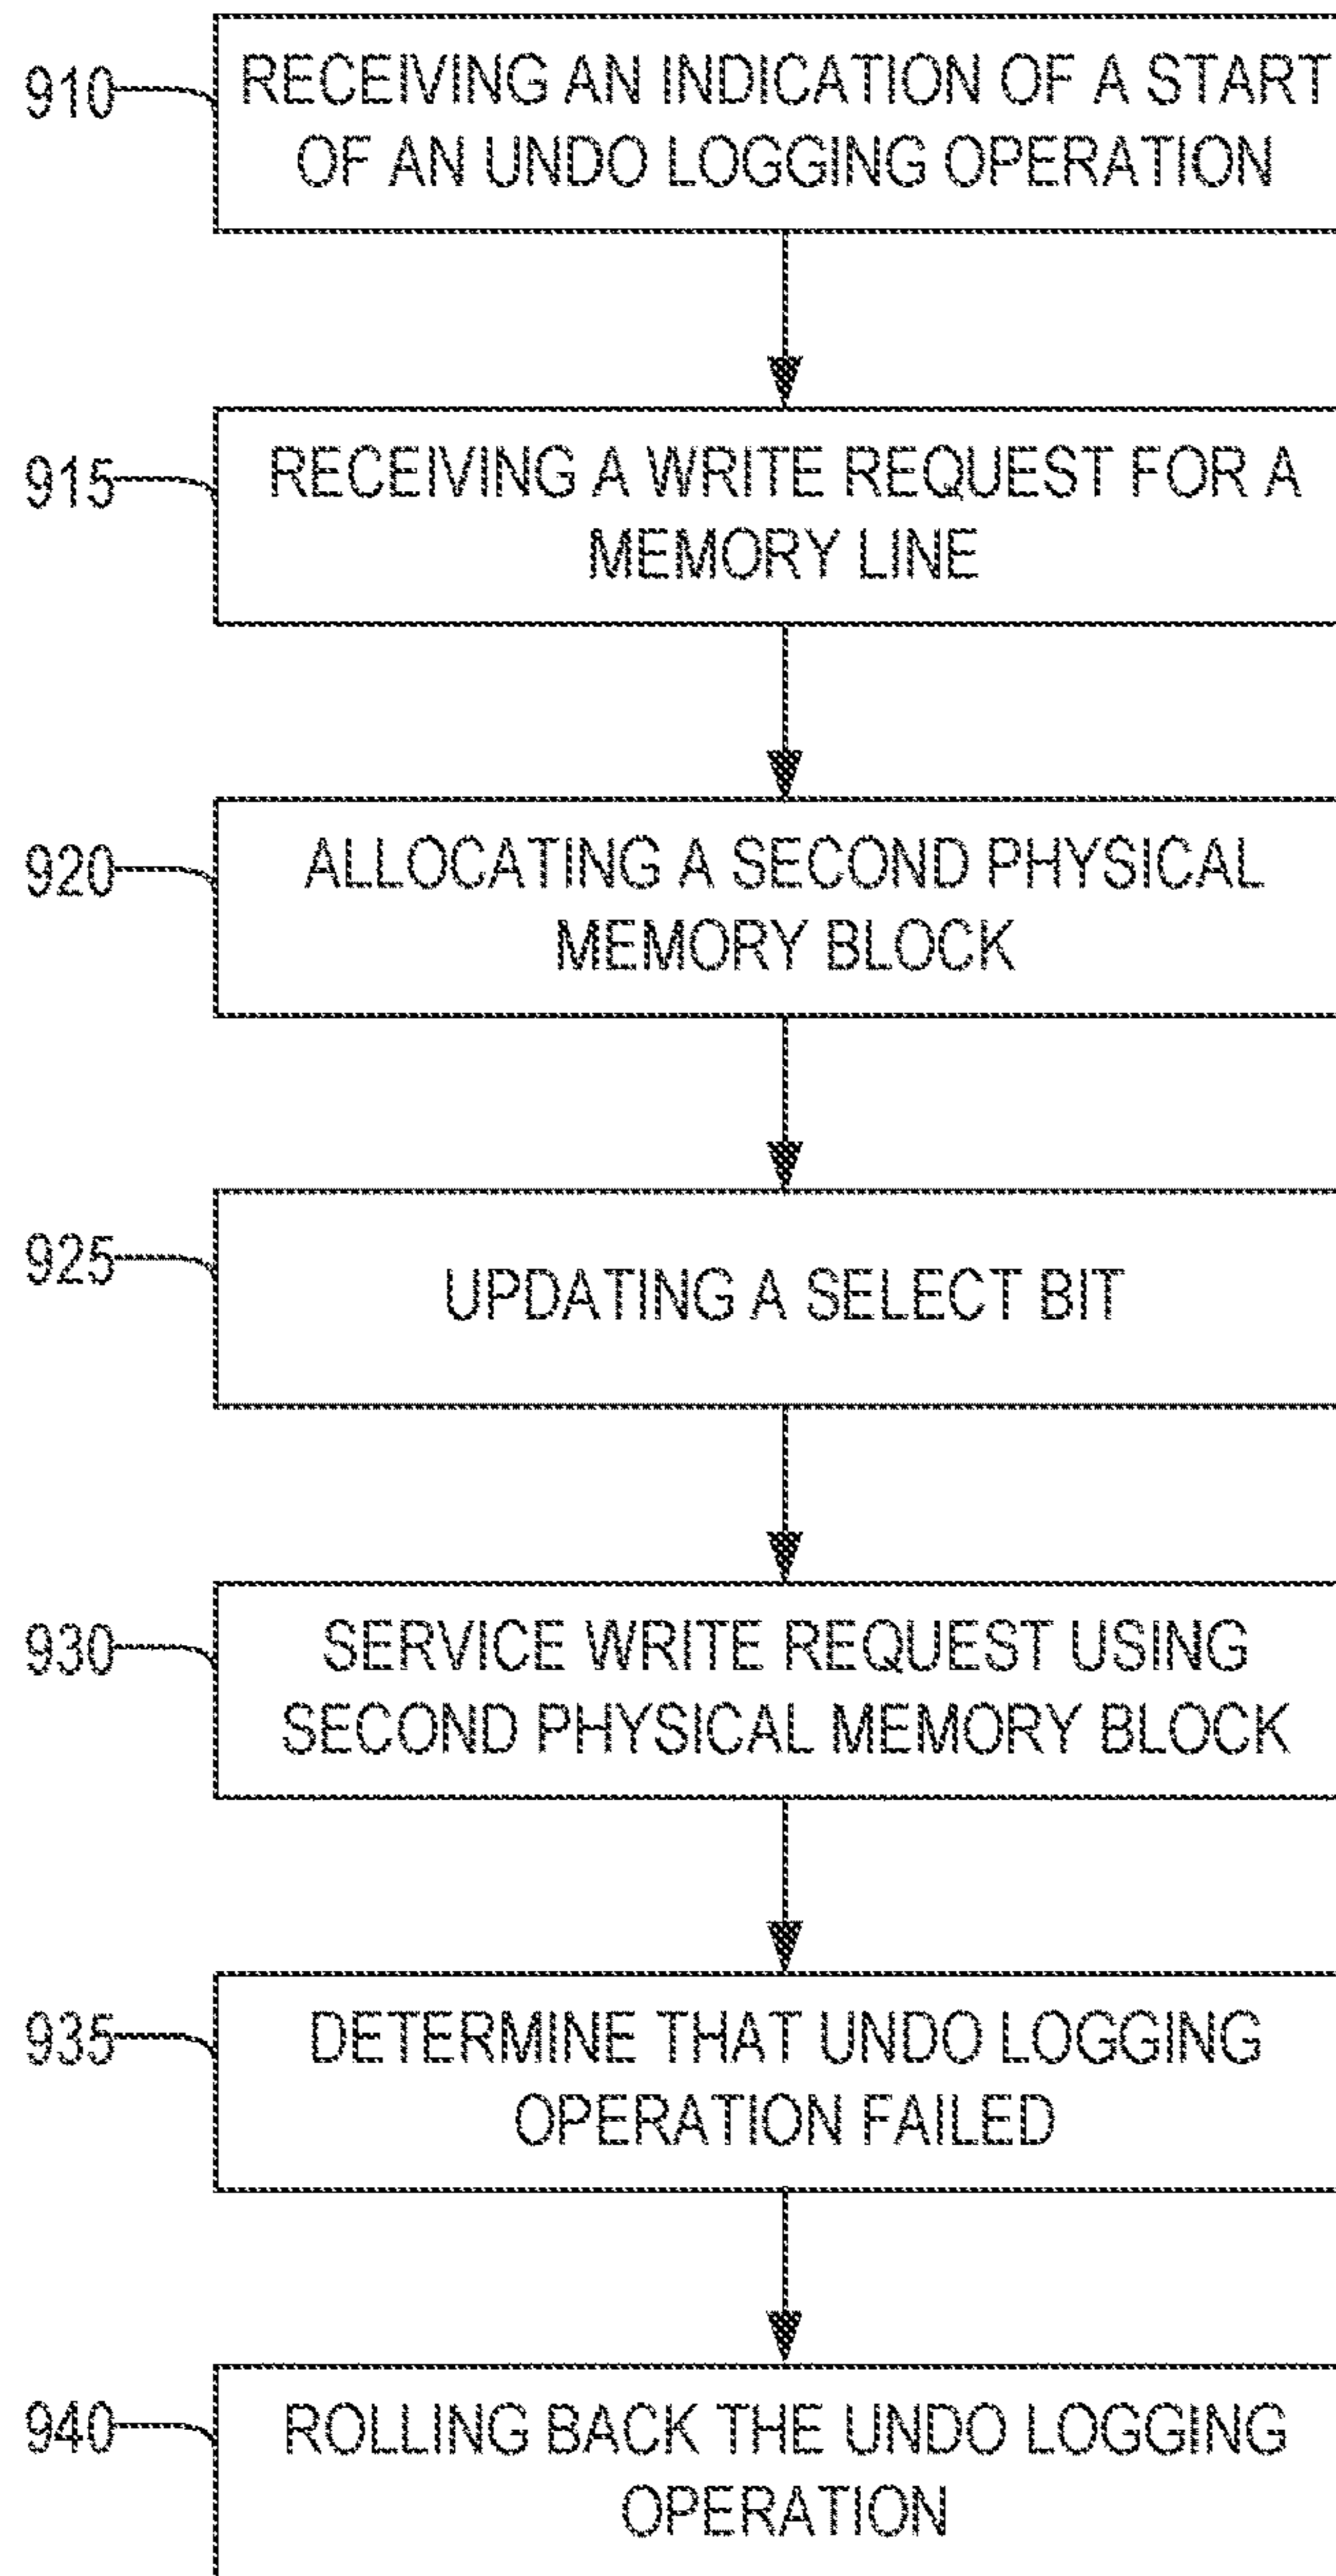 910
RECEIVING AN INDICATION OF A START
OF AN UNDO LOGGING OPERATION
915
RECEIVING A WRITE REQUEST FOR A
MEMORY LINE
920
ALLOCATING A SECOND PHYSICAL
MEMORY BLOCK
925
UPDATING A SELECT BIT
930
SERVICE WRITE REQUEST USING
SECOND PHYSICAL MEMORY BLOCK
935
DETERMINE THAT UNDO LOGGING
OPERATION FAILED
940
ROLLING BACK THE UNDO LOGGING
OPERATION